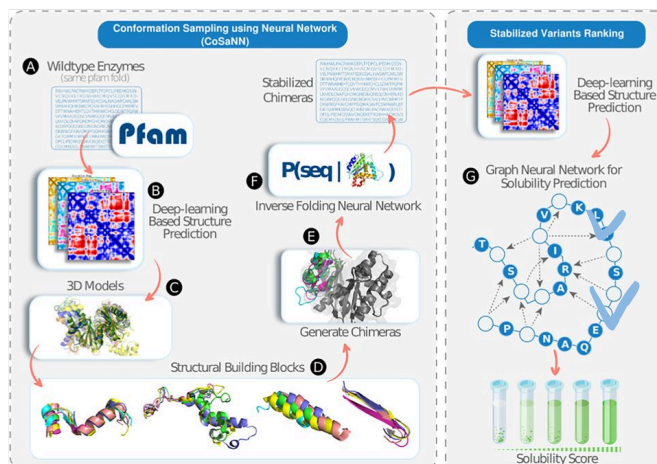 Conformation Sampling using Neural Network
(CoSaNN)
A
Wildtype Enzymes
(same pfam fold)
Pfam
B
Deep-learning
Based Structure
Prediction
C
3D Models
Structural Building Blocks
D
E
Generate Chimeras
F
P(seq | )
Inverse Folding Neural Network
Stabilized
Chimeras
Stabilized Variants Ranking
Deep-learning
Based Structure
Prediction
G
Graph Neural Network for
Solubility Prediction
V K L
T I
S R S
A
P N A Q E
Solubility Score